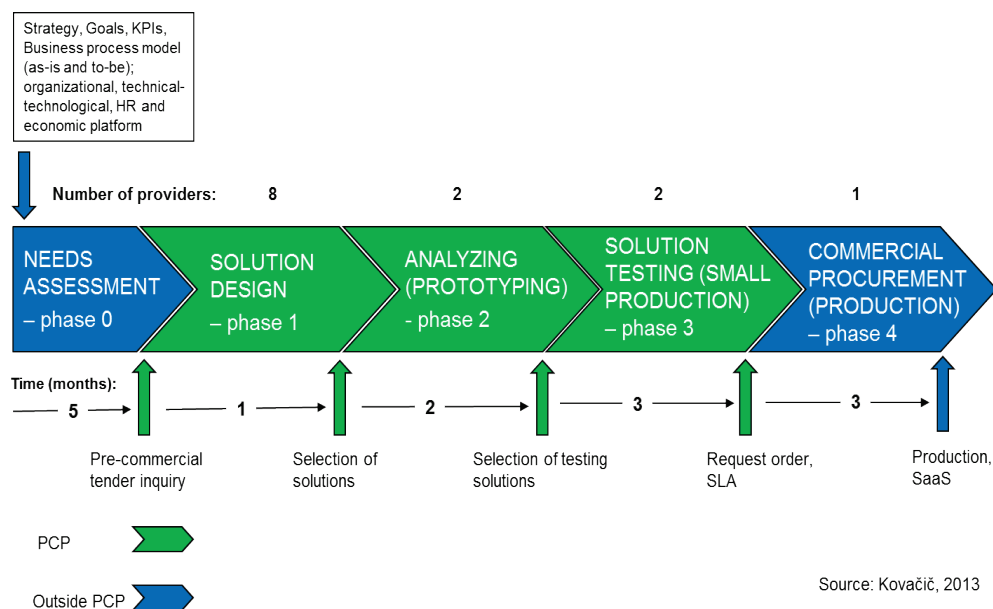 Strategy, Goals, KPIs,
Business process model
(as-is and to-be);
organizational, technical-
technological, HR and
economic platform
Number of providers: 8 2 2 1
NEEDS
ASSESSMENT
– phase 0
SOLUTION
DESIGN
– phase 1
ANALYZING
(PROTOTYPING)
- phase 2
SOLUTION
TESTING (SMALL
PRODUCTION)
– phase 3
COMMERCIAL
PROCUREMENT
(PRODUCTION)
– phase 4
Time (months):
5 1 2 3 3
Pre-commercial
tender inquiry
Selection of
solutions
Selection of testing
solutions
Request order,
SLA
Production,
SaaS
PCP
Outside PCP
Source: Kovačič, 2013